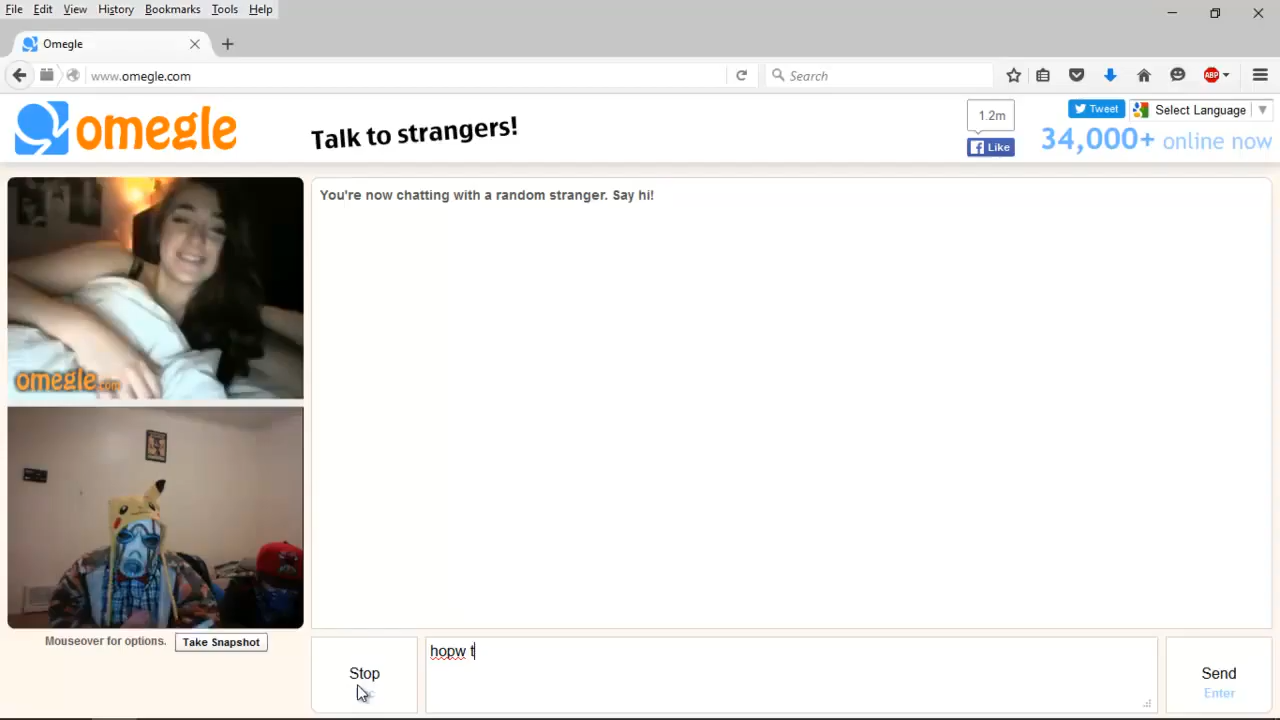 File Edit View History Bookmarks Tools Help
Omegle
www.omegle.com
Search
ABP
omegle
Talk to strangers!
1.2m
Like
Tweet
Select Language
34,000+ online now
You're now chatting with a random stranger. Say hi!
omegle.com
Mouseover for options.
Take Snapshot
Stop
hopw t
Send
Enter